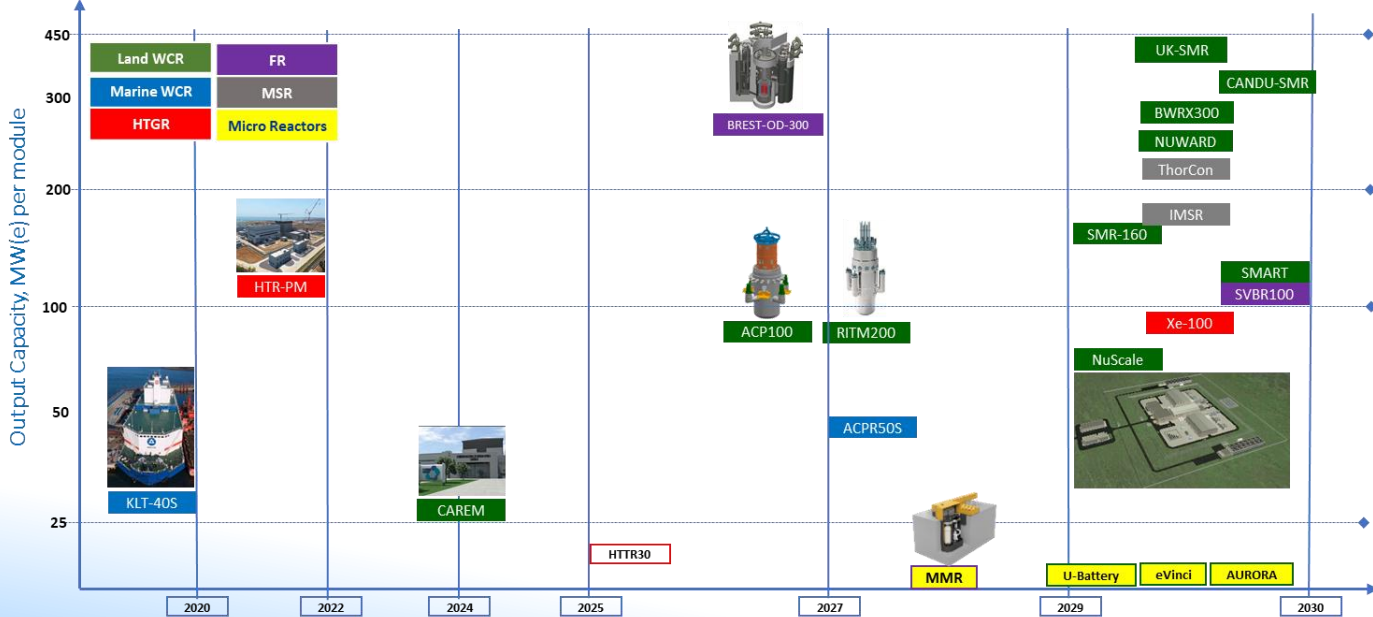 Output Capacity, MW(e) per module
450
300
200
100
50
25
Land WCR
FR
Marine WCR
MSR
HTGR
Micro Reactors
HTR-PM
KLT-40S
CAREM
HTTR30
BREST-OD-300
ACP100
RITM200
ACPR50S
MMR
UK-SMR
CANDU-SMR
BWRX300
NUWARD
ThorCon
IMSR
SMR-160
SMART
SVBR100
Xe-100
NuScale
U-Battery
eVinci
AURORA
2020
2022
2024
2025
2027
2029
2030